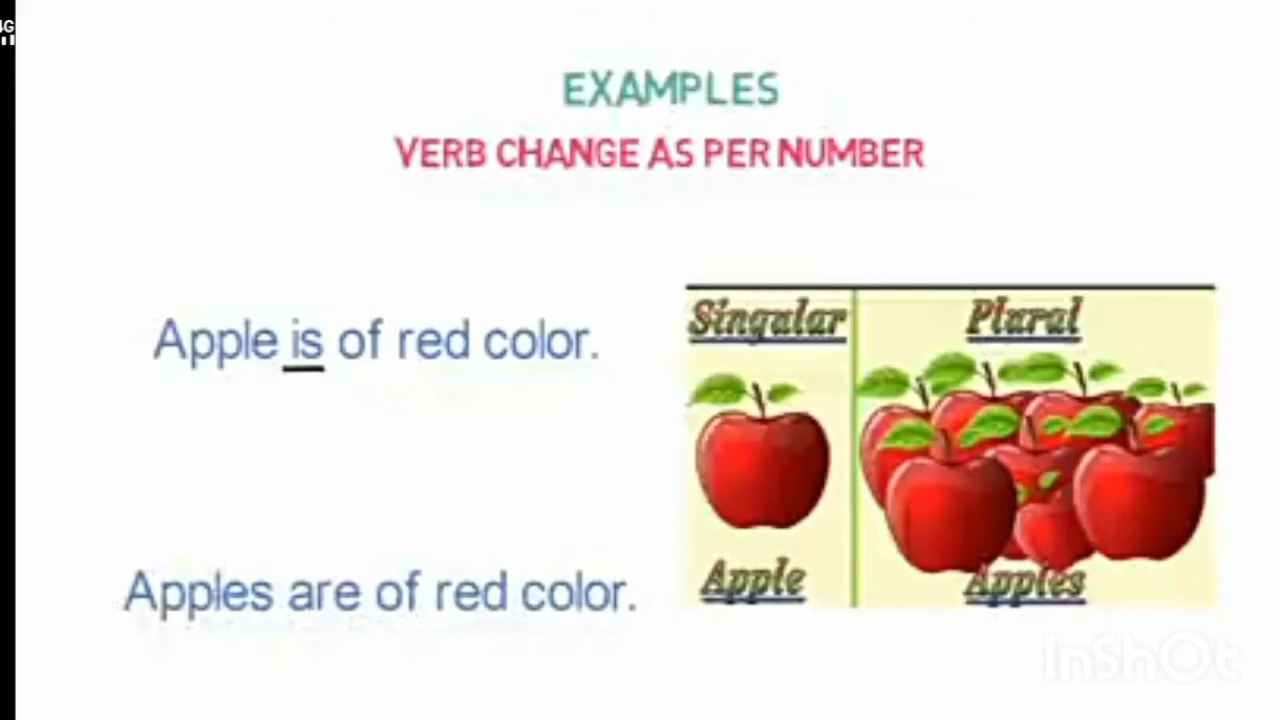 4G
EXAMPLES
VERB CHANGE AS PER NUMBER
Singular
Plural
Apple is of red color.
Apple
Apples
Apples are of red color.
InShOt